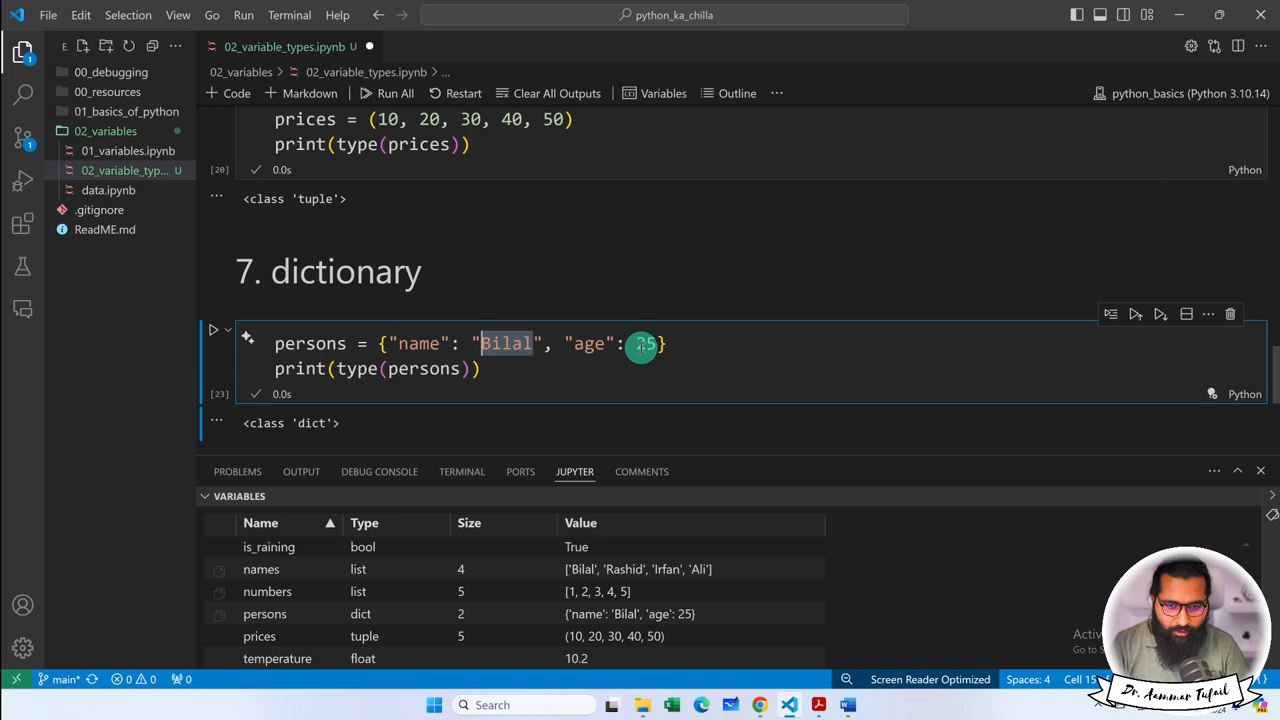 File Edit Selection View Go Run Terminal Help
python_ka_chilla
E
02_variable_types.ipynb U
00_debugging
00_resources
01_basics_of_python
02_variables
01_variables.ipynb
02_variable_typ... U
data.ipynb
.gitignore
ReadME.md
02_variables > 02_variable_types.ipynb > ...
+ Code + Markdown Run All Restart Clear All Outputs Variables Outline ...
python_basics (Python 3.10.14)
prices = (10, 20, 30, 40, 50)
print(type(prices))
[20] 0.0s Python
<class 'tuple'>
7. dictionary
persons = {"name": "Bilal", "age": 25}
print(type(persons))
[23] 0.0s Python
<class 'dict'>
PROBLEMS OUTPUT DEBUG CONSOLE TERMINAL PORTS JUPYTER COMMENTS
VARIABLES
Name Type Size Value
is_raining bool True
names list 4 ['Bilal', 'Rashid', 'Irfan', 'Ali']
numbers list 5 [1, 2, 3, 4, 5]
persons dict 2 {'name': 'Bilal', 'age': 25}
prices tuple 5 (10, 20, 30, 40, 50)
temperature float 10.2
main* 0 0 0 Screen Reader Optimized Spaces: 4 Cell 15
Dr. Aammar Tufail
Search